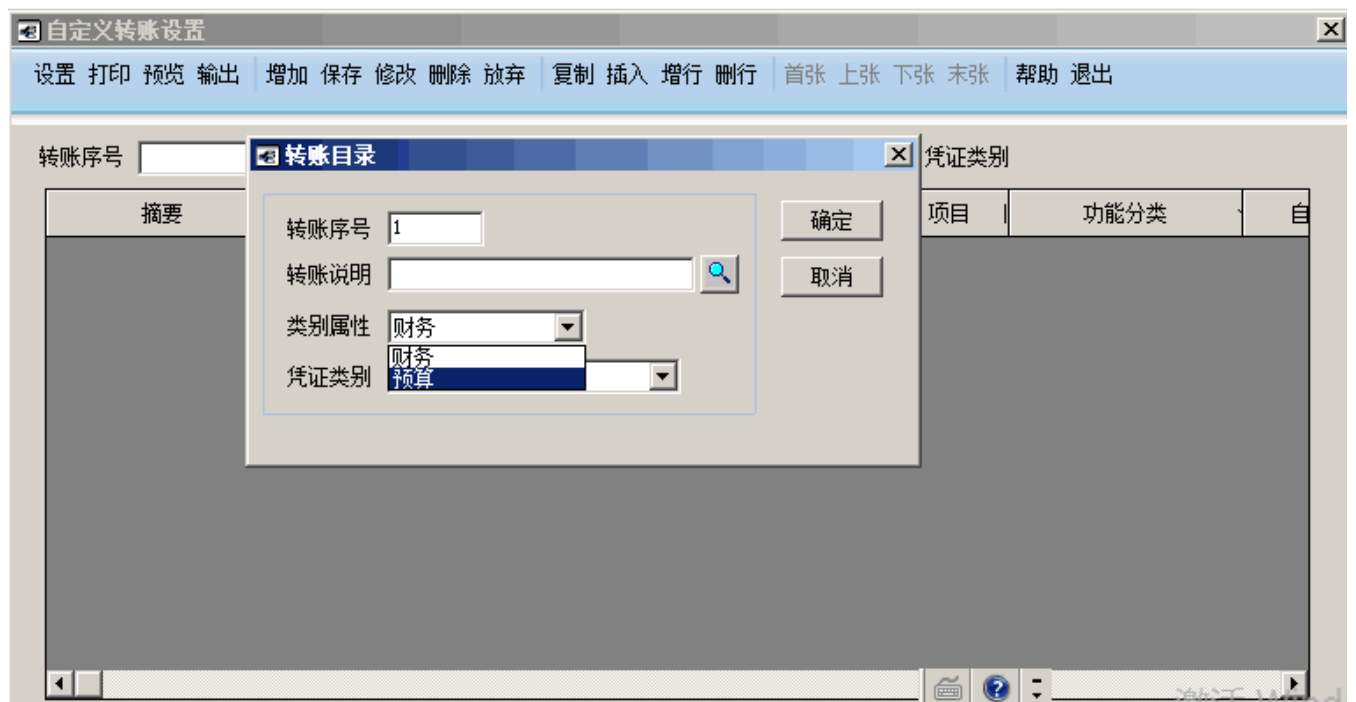 自定义转账设置
设置 打印 预览 输出 增加 保存 修改 删除 放弃 复制 插入 增行 删行 首张 上张 下张 末张 帮助 退出
转账序号
转账目录
凭证类别
摘要
项目
功能分类
自
转账序号 1
确定
转账说明
取消
类别属性 财务
财务
预算
凭证类别